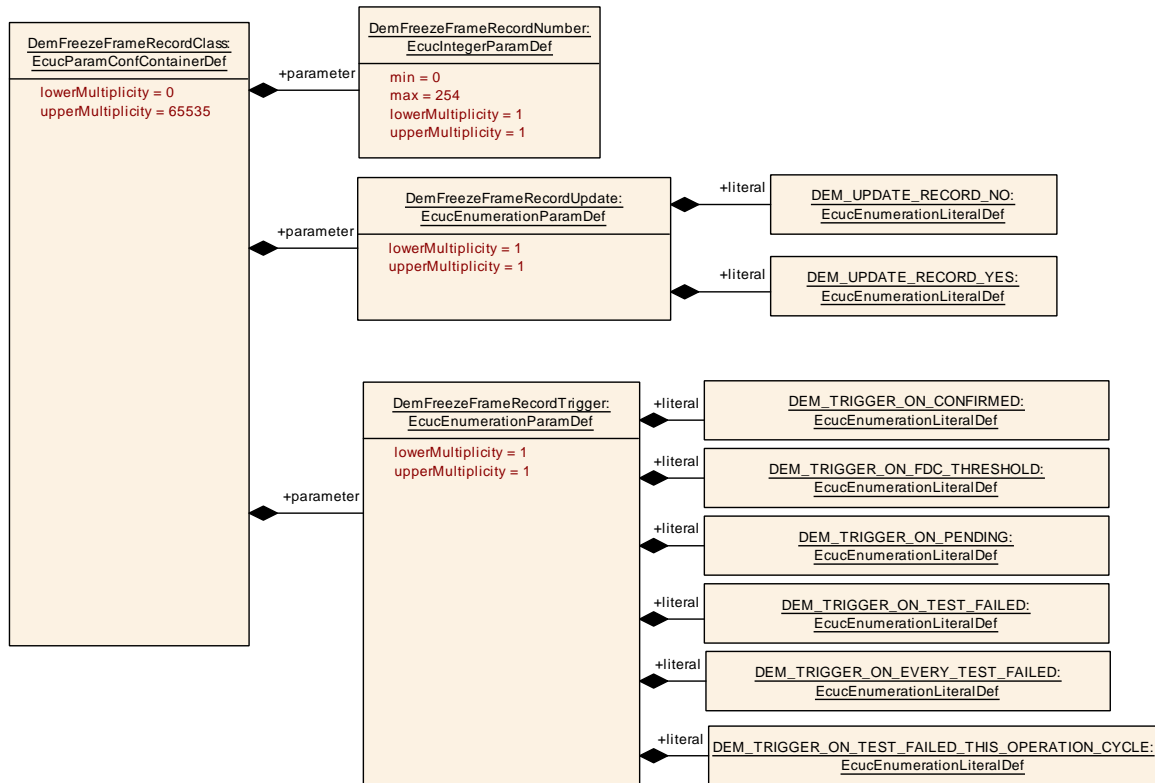 DemFreezeFrameRecordClass:
EcucParamConfContainerDef
lowerMultiplicity = 0
upperMultiplicity = 65535
+parameter
DemFreezeFrameRecordNumber:
EcucIntegerParamDef
min = 0
max = 254
lowerMultiplicity = 1
upperMultiplicity = 1
+parameter
DemFreezeFrameRecordUpdate:
EcucEnumerationParamDef
lowerMultiplicity = 1
upperMultiplicity = 1
+literal
DEM_UPDATE_RECORD_NO:
EcucEnumerationLiteralDef
+literal
DEM_UPDATE_RECORD_YES:
EcucEnumerationLiteralDef
+parameter
DemFreezeFrameRecordTrigger:
EcucEnumerationParamDef
lowerMultiplicity = 1
upperMultiplicity = 1
+literal
DEM_TRIGGER_ON_CONFIRMED:
EcucEnumerationLiteralDef
+literal
DEM_TRIGGER_ON_FDC_THRESHOLD:
EcucEnumerationLiteralDef
+literal
DEM_TRIGGER_ON_PENDING:
EcucEnumerationLiteralDef
+literal
DEM_TRIGGER_ON_TEST_FAILED:
EcucEnumerationLiteralDef
+literal
DEM_TRIGGER_ON_EVERY_TEST_FAILED:
EcucEnumerationLiteralDef
+literal
DEM_TRIGGER_ON_TEST_FAILED_THIS_OPERATION_CYCLE:
EcucEnumerationLiteralDef